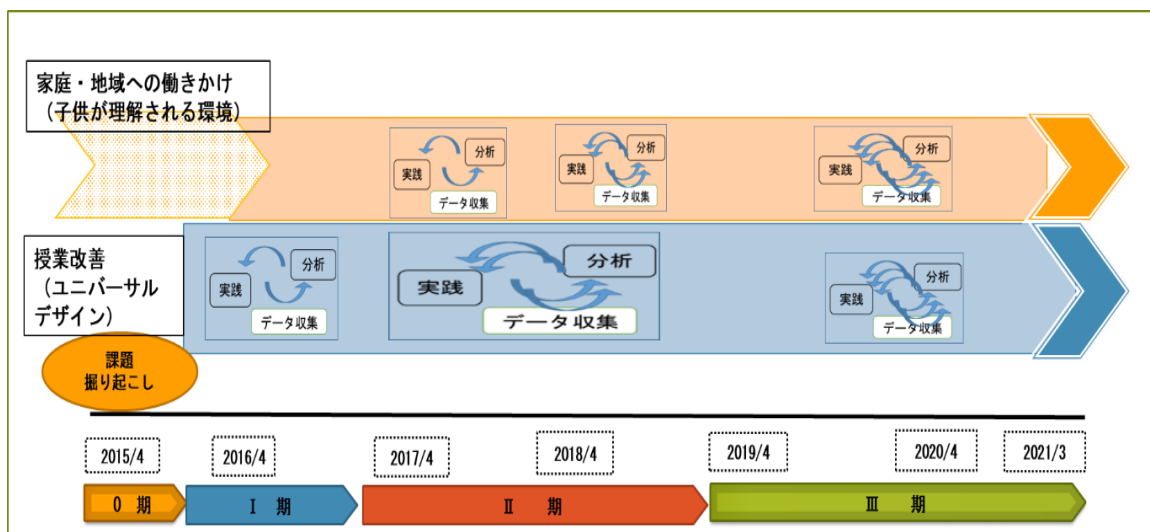 家庭・地域への働きかけ
（子供が理解される環境）
実践
分析
データ収集
実践
分析
データ収集
実践
分析
データ収集
授業改善
（ユニバーサル
デザイン）
実践
分析
データ収集
実践
分析
データ収集
実践
分析
データ収集
課題
掘り起こし
2015/4
2016/4
2017/4
2018/4
2019/4
2020/4
2021/3
0 期
Ⅰ 期
Ⅱ 期
Ⅲ 期